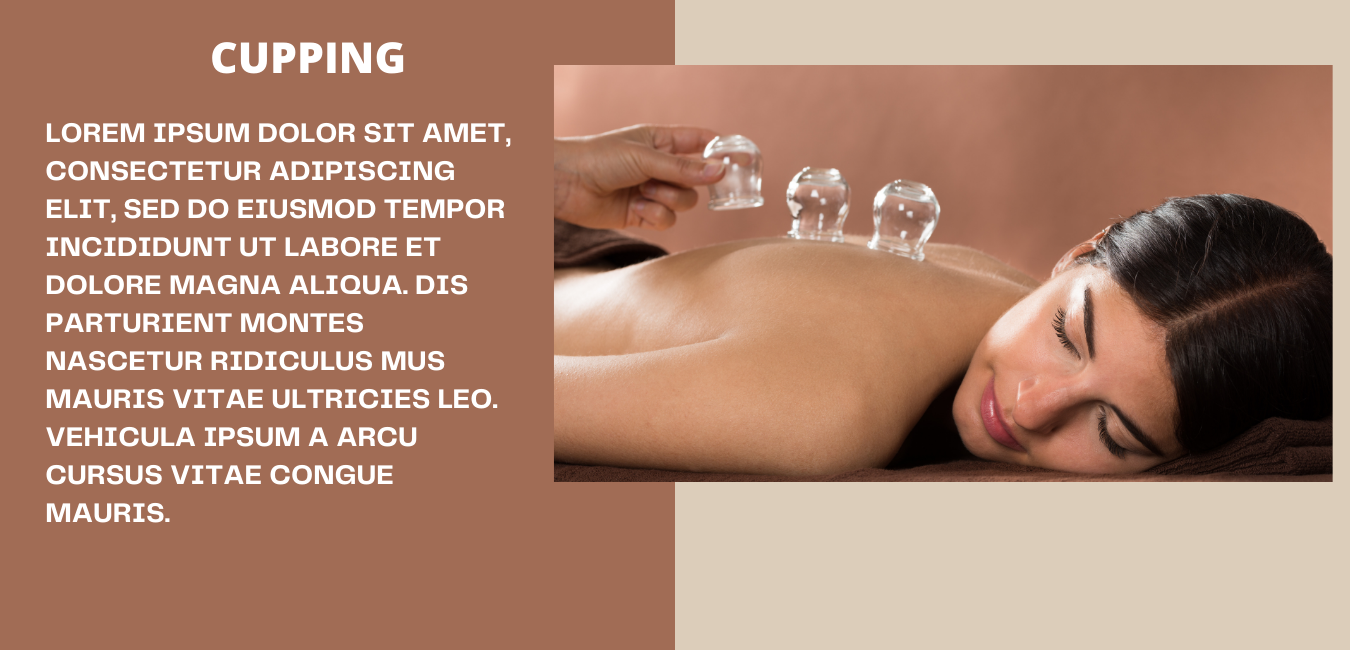 CUPPING
LOREM IPSUM DOLOR SIT AMET,
CONSECTETUR ADIPISCING
ELIT, SED DO EIUSMOD TEMPOR
INCIDIDUNT UT LABORE ET
DOLORE MAGNA ALIQUA. DIS
PARTURIENT MONTES
NASCETUR RIDICULUS MUS
MAURIS VITAE ULTRICIES LEO.
VEHICULA IPSUM A ARCU
CURSUS VITAE CONGUE
MAURIS.